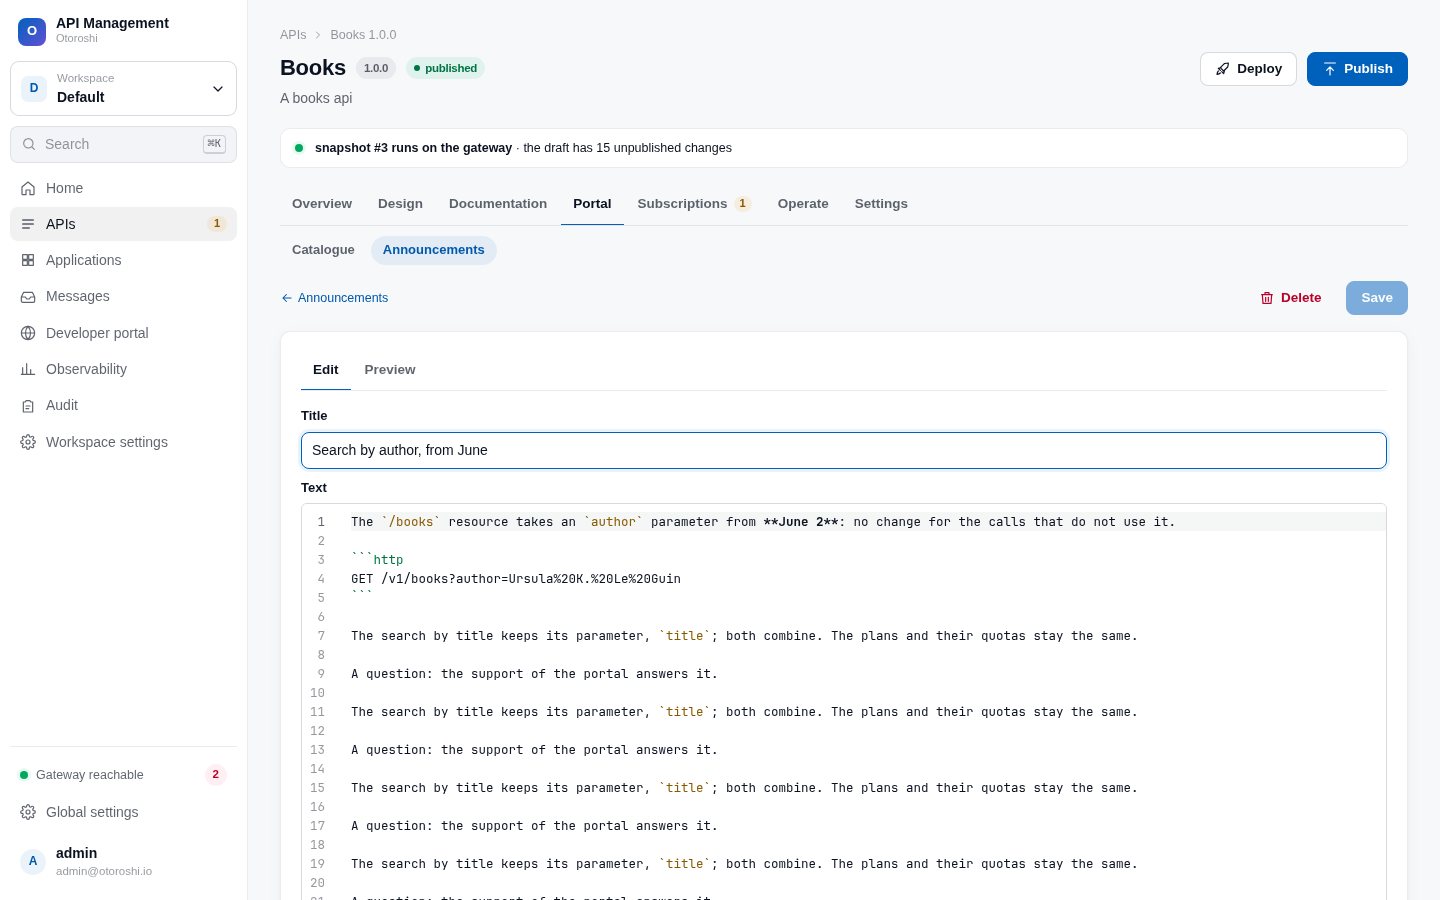 API Management
Otoroshi
O
D
Workspace
Default
Search
⌘K
Home
APIs 1
Applications
Messages
Developer portal
Observability
Audit
Workspace settings
Gateway reachable 2
Global settings
A
admin
admin@otoroshi.io
APIs > Books 1.0.0
Books 1.0.0 published
A books api
Deploy
Publish
snapshot #3 runs on the gateway · the draft has 15 unpublished changes
Overview Design Documentation Portal Subscriptions 1 Operate Settings
Catalogue Announcements
← Announcements
Delete
Save
Edit Preview
Title
Search by author, from June
Text
1 The `/books` resource takes an `author` parameter from **June 2**: no change for the calls that do not use it.
2
3 ```http
4 GET /v1/books?author=Ursula%20K.%20Le%20Guin
5 ```
6
7 The search by title keeps its parameter, `title`; both combine. The plans and their quotas stay the same.
8
9 A question: the support of the portal answers it.
10
11 The search by title keeps its parameter, `title`; both combine. The plans and their quotas stay the same.
12
13 A question: the support of the portal answers it.
14
15 The search by title keeps its parameter, `title`; both combine. The plans and their quotas stay the same.
16
17 A question: the support of the portal answers it.
18
19 The search by title keeps its parameter, `title`; both combine. The plans and their quotas stay the same.
20
21 A question: the support of the portal answers it.